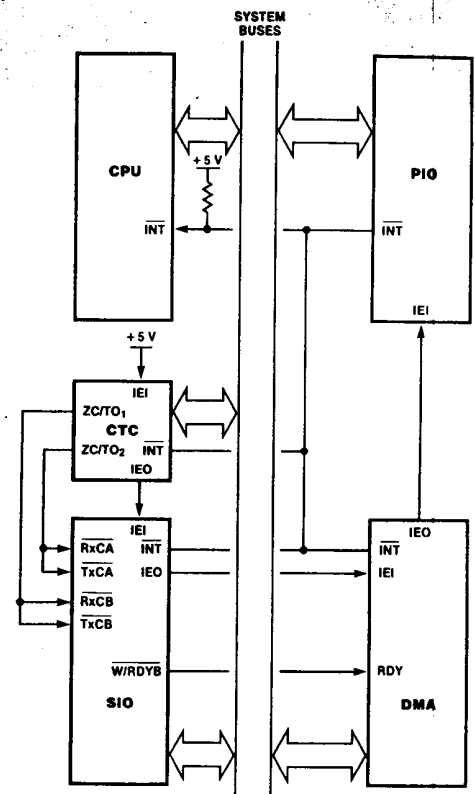 SYSTEM
BUSES
CPU
+5 V
INT
PIO
INT
IEI
+5 V
IEI
ZC/TO1
CTC
ZC/TO2
INT
IEO
IEI
RxCA
INT
TxCA
IEO
RxCB
TxCB
W/RDYB
SIO
IEO
INT
IEI
RDY
DMA